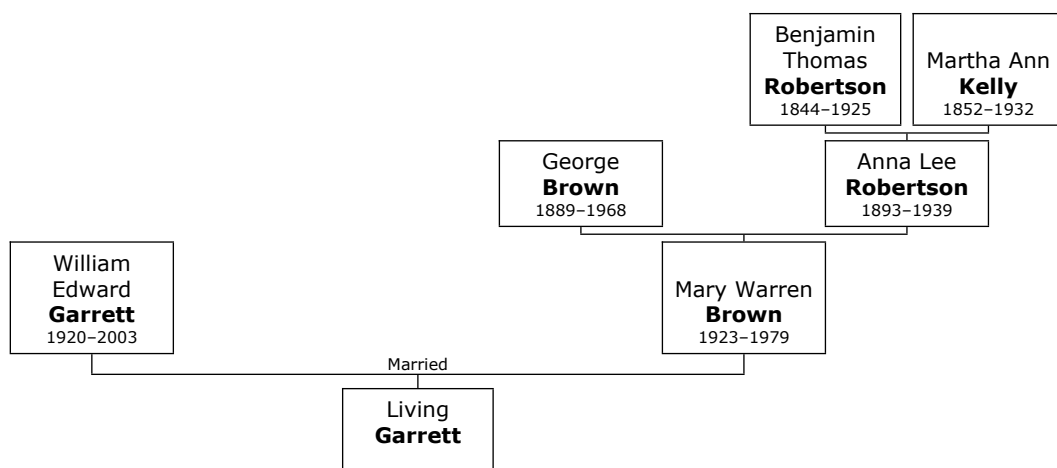 Benjamin
Thomas
Robertson
1844–1925
Martha Ann
Kelly
1852–1932
George
Brown
1889–1968
Anna Lee
Robertson
1893–1939
William
Edward
Garrett
1920–2003
Mary Warren
Brown
1923–1979
Married
Living
Garrett